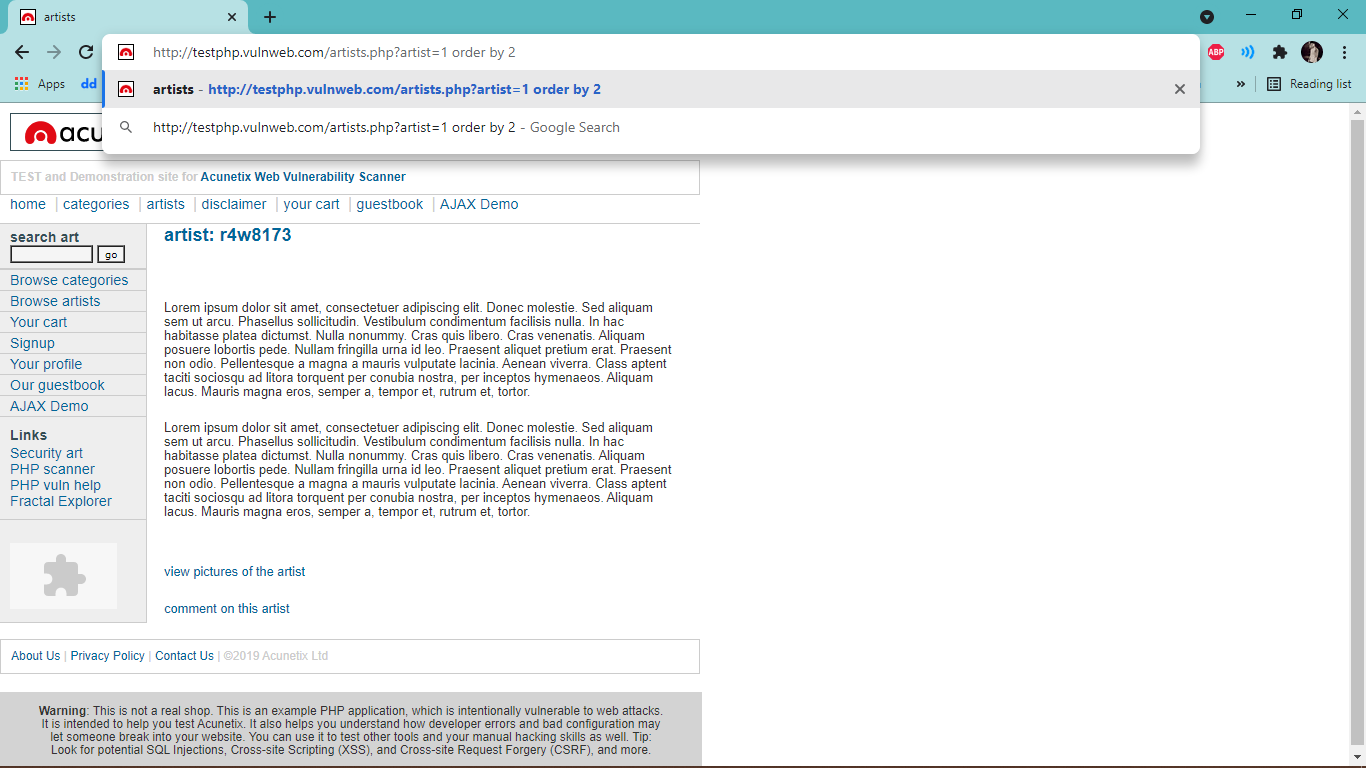 artists
http://testphp.vulnweb.com/artists.php?artist=1 order by 2
ABP
artists - http://testphp.vulnweb.com/artists.php?artist=1 order by 2
http://testphp.vulnweb.com/artists.php?artist=1 order by 2 - Google Search
Apps dd » Reading list
acu
TEST and Demonstration site for Acunetix Web Vulnerability Scanner
home | categories | artists | disclaimer | your cart | guestbook | AJAX Demo
search art
go
Browse categories
Browse artists
Your cart
Signup
Your profile
Our guestbook
AJAX Demo
Links
Security art
PHP scanner
PHP vuln help
Fractal Explorer
artist: r4w8173
Lorem ipsum dolor sit amet, consectetuer adipiscing elit. Donec molestie. Sed aliquam
sem ut arcu. Phasellus sollicitudin. Vestibulum condimentum facilisis nulla. In hac
habitasse platea dictumst. Nulla nonummy. Cras quis libero. Cras venenatis. Aliquam
posuere lobortis pede. Nullam fringilla urna id leo. Praesent aliquet pretium erat. Praesent
non odio. Pellentesque a magna a mauris vulputate lacinia. Aenean viverra. Class aptent
taciti sociosqu ad litora torquent per conubia nostra, per inceptos hymenaeos. Aliquam
lacus. Mauris magna eros, semper a, tempor et, rutrum et, tortor.
Lorem ipsum dolor sit amet, consectetuer adipiscing elit. Donec molestie. Sed aliquam
sem ut arcu. Phasellus sollicitudin. Vestibulum condimentum facilisis nulla. In hac
habitasse platea dictumst. Nulla nonummy. Cras quis libero. Cras venenatis. Aliquam
posuere lobortis pede. Nullam fringilla urna id leo. Praesent aliquet pretium erat. Praesent
non odio. Pellentesque a magna a mauris vulputate lacinia. Aenean viverra. Class aptent
taciti sociosqu ad litora torquent per conubia nostra, per inceptos hymenaeos. Aliquam
lacus. Mauris magna eros, semper a, tempor et, rutrum et, tortor.
view pictures of the artist
comment on this artist
About Us | Privacy Policy | Contact Us | ©2019 Acunetix Ltd
Warning: This is not a real shop. This is an example PHP application, which is intentionally vulnerable to web attacks.
It is intended to help you test Acunetix. It also helps you understand how developer errors and bad configuration may
let someone break into your website. You can use it to test other tools and your manual hacking skills as well. Tip:
Look for potential SQL Injections, Cross-site Scripting (XSS), and Cross-site Request Forgery (CSRF), and more.